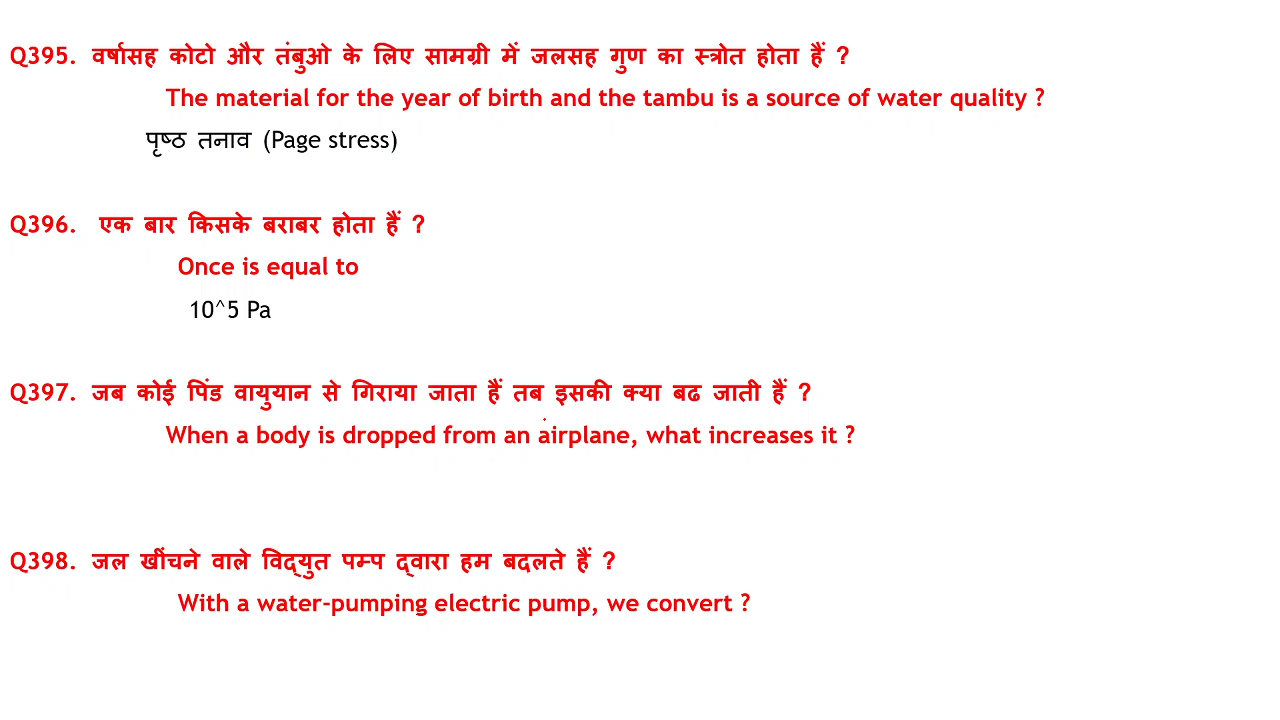 Q395. वर्षासह कोटो और तंबुओ के लिए सामग्री में जलसह गुण का स्त्रोत होता हैं ?
The material for the year of birth and the tambu is a source of water quality ?
पृष्ठ तनाव (Page stress)
Q396. एक बार किसके बराबर होता हैं ?
Once is equal to
10^5 Pa
Q397. जब कोई पिंड वायुयान से गिराया जाता हैं तब इसकी क्या बढ जाती हैं ?
When a body is dropped from an airplane, what increases it ?
Q398. जल खींचने वाले विद्युत पम्प द्वारा हम बदलते हैं ?
With a water-pumping electric pump, we convert ?